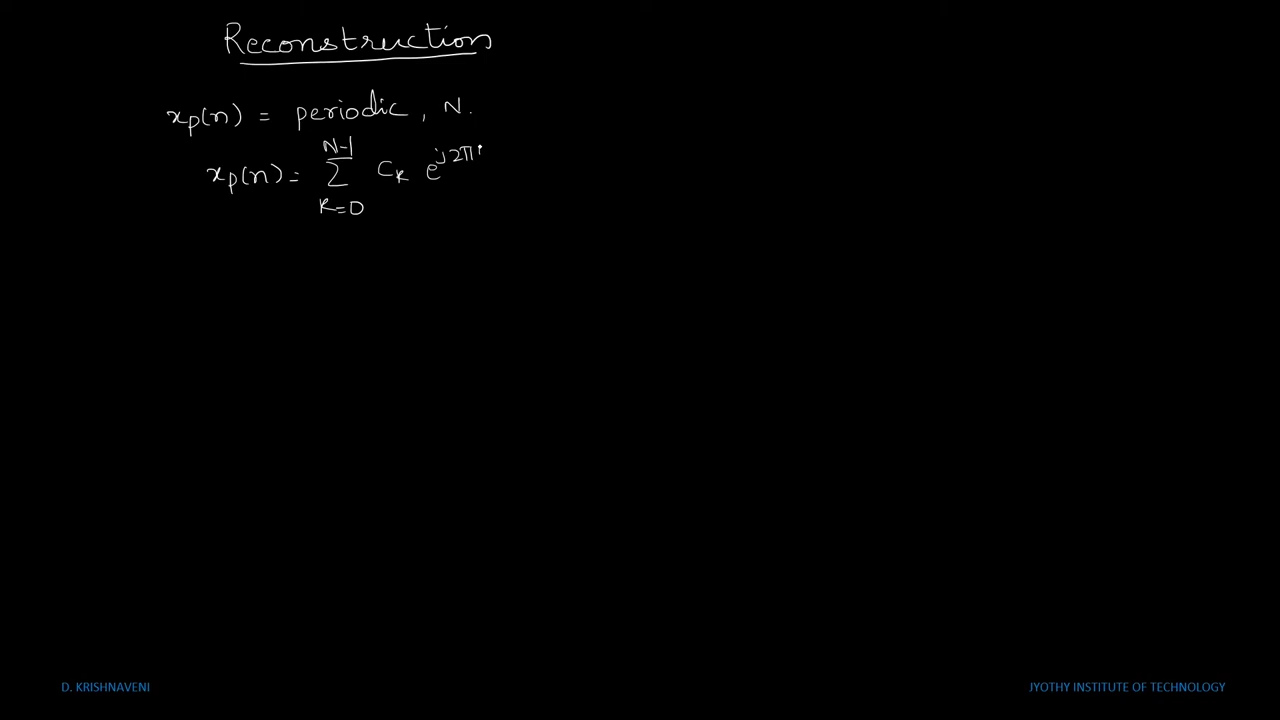 Reconstruction
xp(n) = periodic, N.
xp(n) = N-1 Σ k=0 Ck e^j2π
D. KRISHNAVENI
JYOTHY INSTITUTE OF TECHNOLOGY